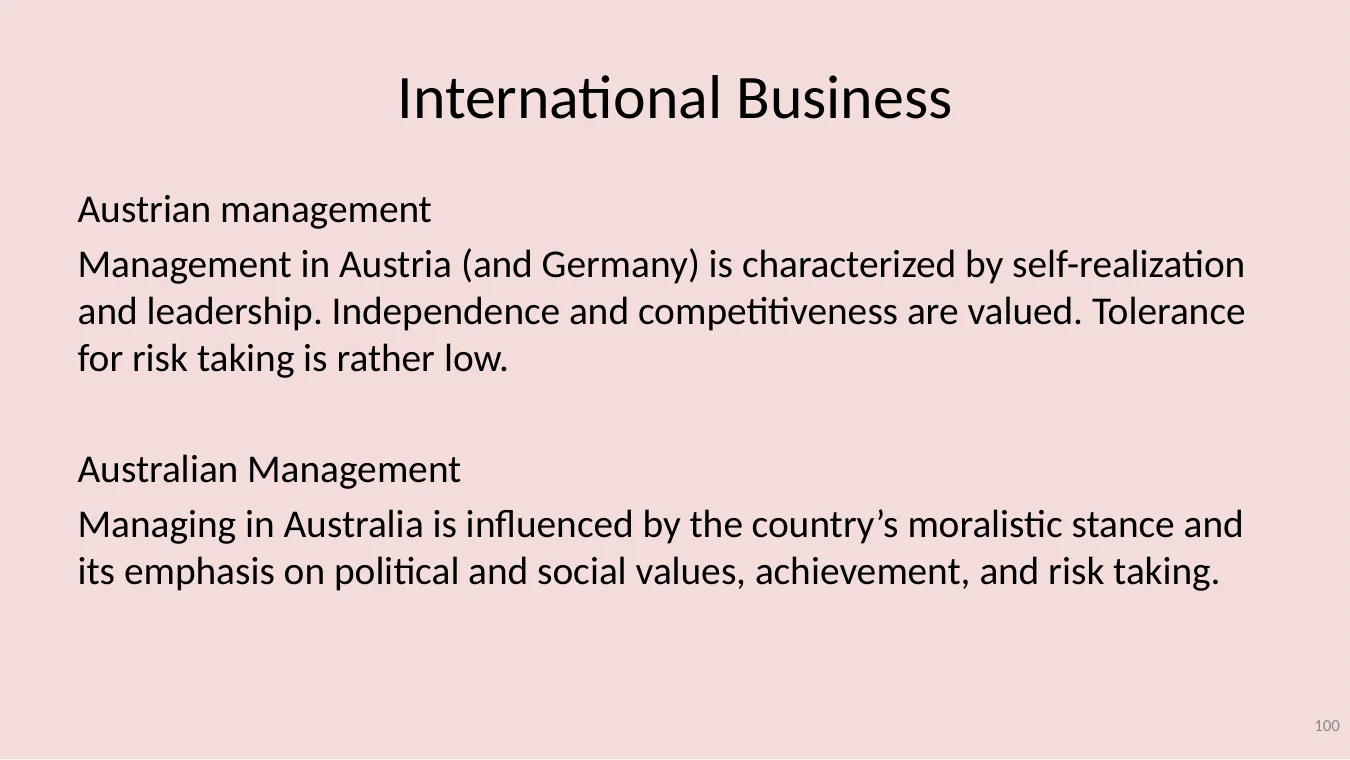 International Business
Austrian management
Management in Austria (and Germany) is characterized by self-realization
and leadership. Independence and competitiveness are valued. Tolerance
for risk taking is rather low.
Australian Management
Managing in Australia is influenced by the country’s moralistic stance and
its emphasis on political and social values, achievement, and risk taking.
100